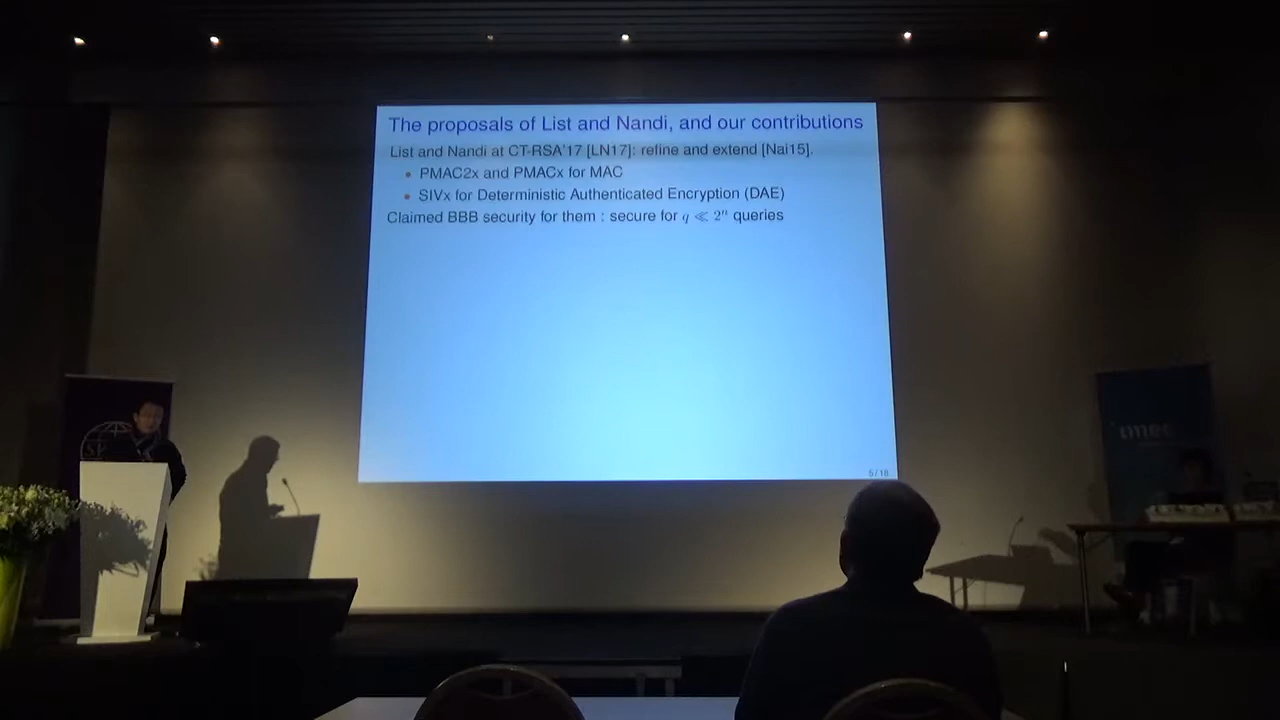 The proposals of List and Nandi, and our contributions
List and Nandi at CT-RSA'17 [LN17]: refine and extend [Nai15].
• PMAC2x and PMACx for MAC
• SIVx for Deterministic Authenticated Encryption (DAE)
Claimed BBB security for them : secure for q ≪ 2ⁿ queries
5/18